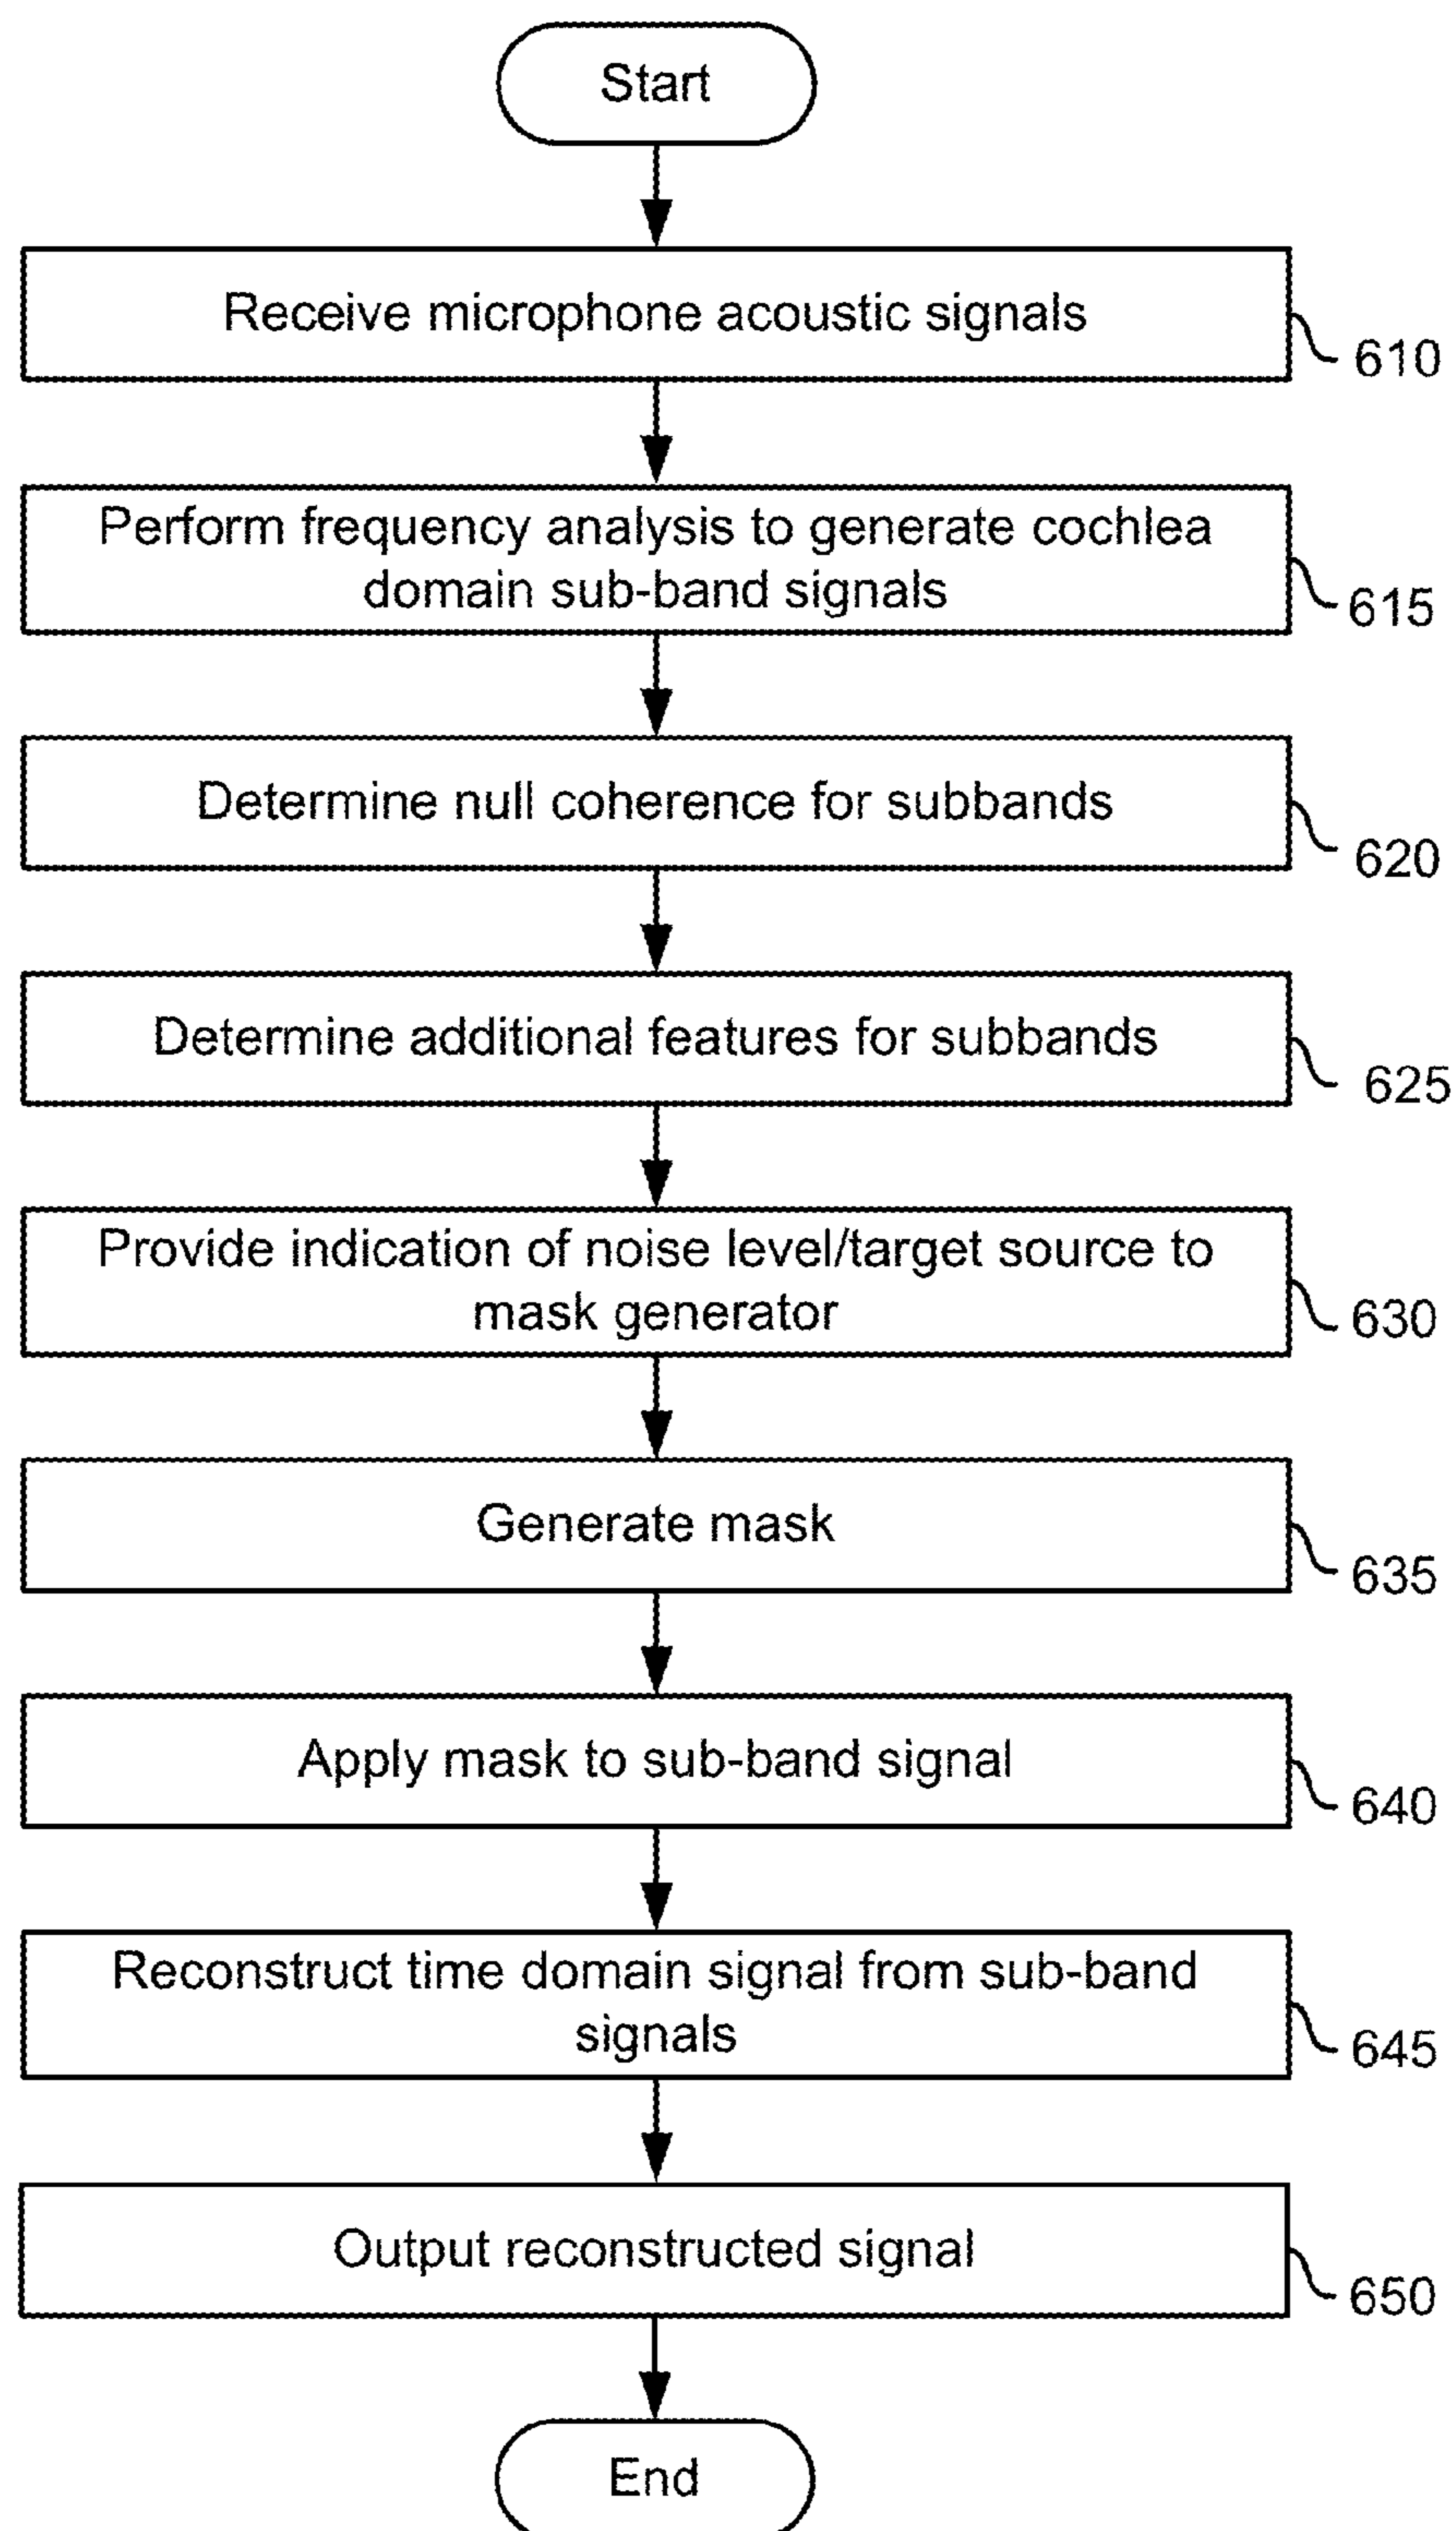 Start
Receive microphone acoustic signals
610
Perform frequency analysis to generate cochlea
domain sub-band signals
615
Determine null coherence for subbands
620
Determine additional features for subbands
625
Provide indication of noise level/target source to
mask generator
630
Generate mask
635
Apply mask to sub-band signal
640
Reconstruct time domain signal from sub-band
signals
645
Output reconstructed signal
650
End